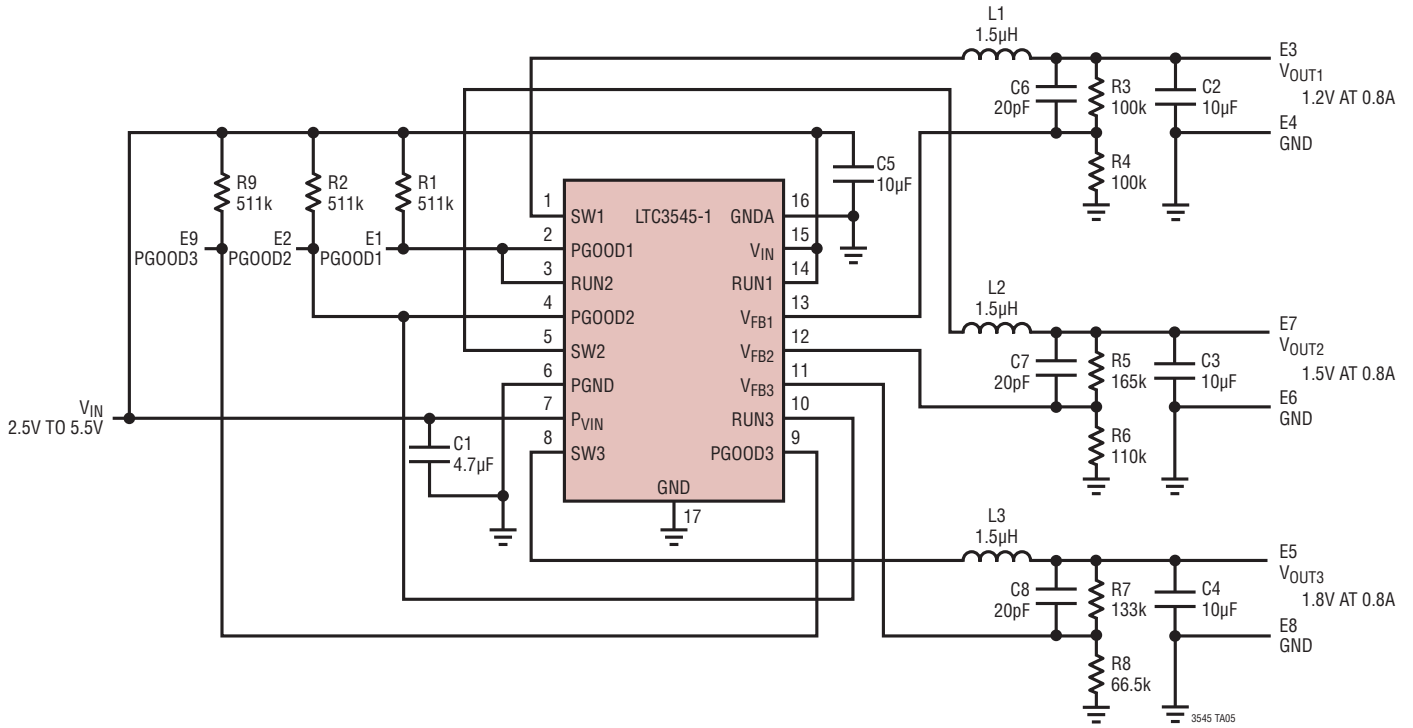 L1
1.5µH
E3
VOUT1
1.2V AT 0.8A
C6
20pF
R3
100k
C2
10µF
E4
GND
R4
100k
R9
511k
R2
511k
R1
511k
C5
10µF
E9
PGOOD3
E2
PGOOD2
E1
PGOOD1
LTC3545-1
1
SW1
2
PGOOD1
3
RUN2
4
PGOOD2
5
SW2
6
PGND
7
PVIN
8
SW3
16
GNDA
15
VIN
14
RUN1
13
VFB1
12
VFB2
11
VFB3
10
RUN3
9
PGOOD3
GND
17
VIN
2.5V TO 5.5V
C1
4.7µF
L2
1.5µH
E7
VOUT2
1.5V AT 0.8A
C7
20pF
R5
165k
C3
10µF
E6
GND
R6
110k
L3
1.5µH
E5
VOUT3
1.8V AT 0.8A
C8
20pF
R7
133k
C4
10µF
E8
GND
R8
66.5k
3545 TA05